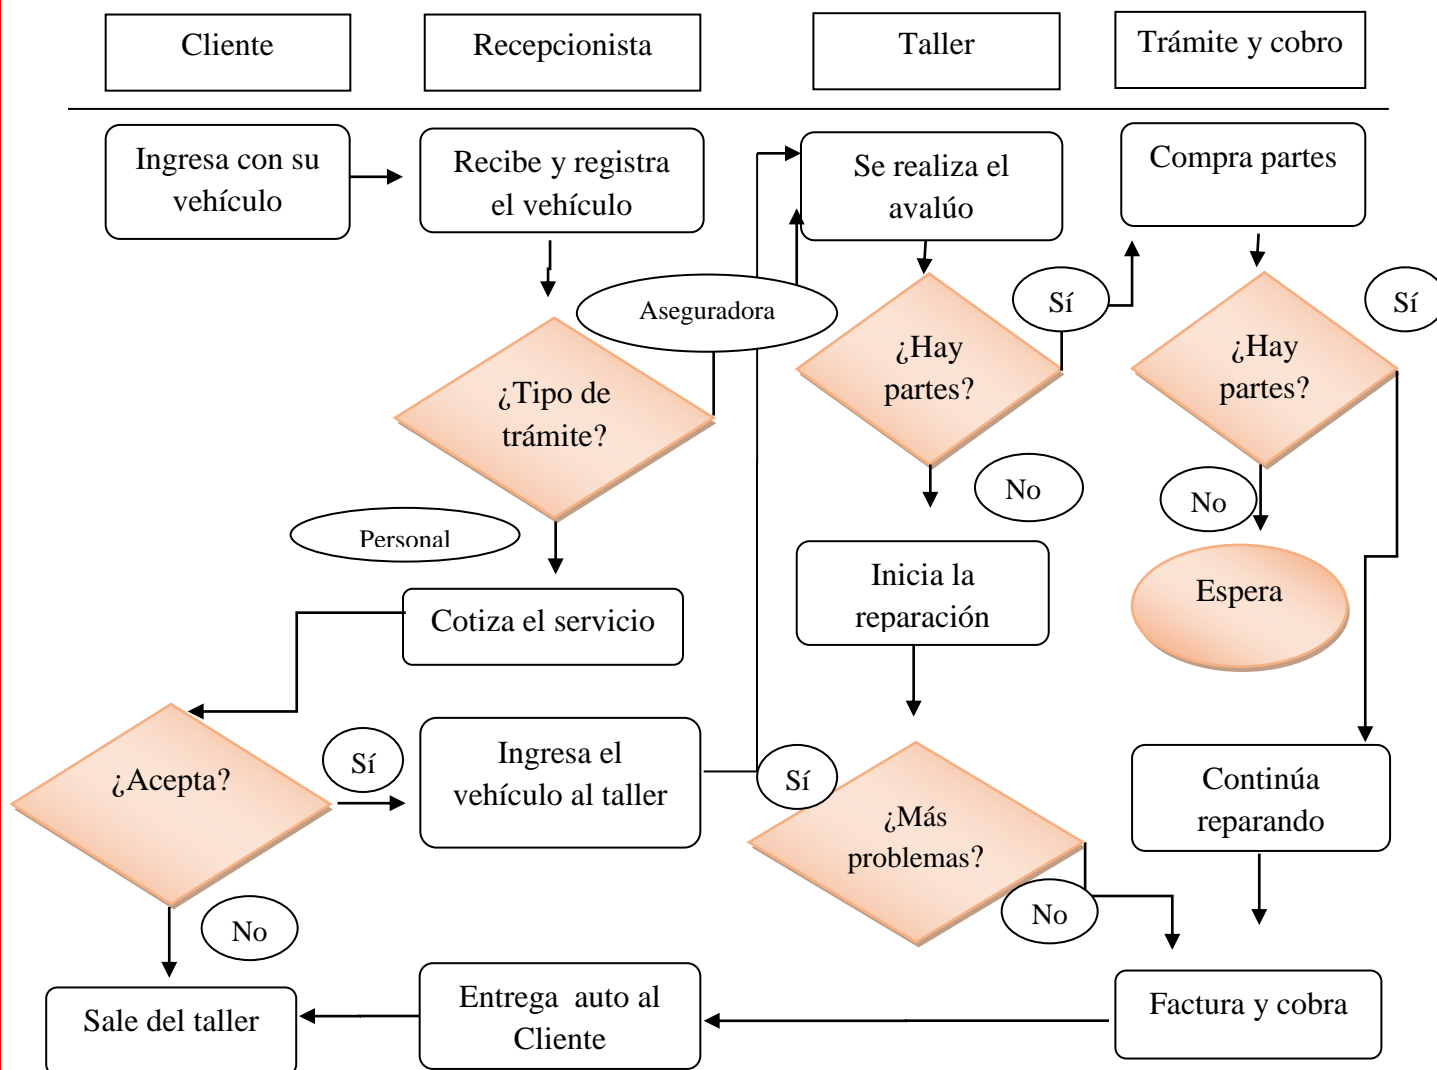 Cliente
Recepcionista
Taller
Trámite y cobro
Ingresa con su
vehículo
Recibe y registra
el vehículo
Se realiza el
avalúo
Compra partes
Aseguradora
Sí
Sí
¿Tipo de
trámite?
¿Hay
partes?
¿Hay
partes?
No
No
Personal
Inicia la
reparación
Espera
Cotiza el servicio
¿Acepta?
Sí
Ingresa el
vehículo al taller
Sí
¿Más
problemas?
Continúa
reparando
No
No
Sale del taller
Entrega auto al
Cliente
Factura y cobra